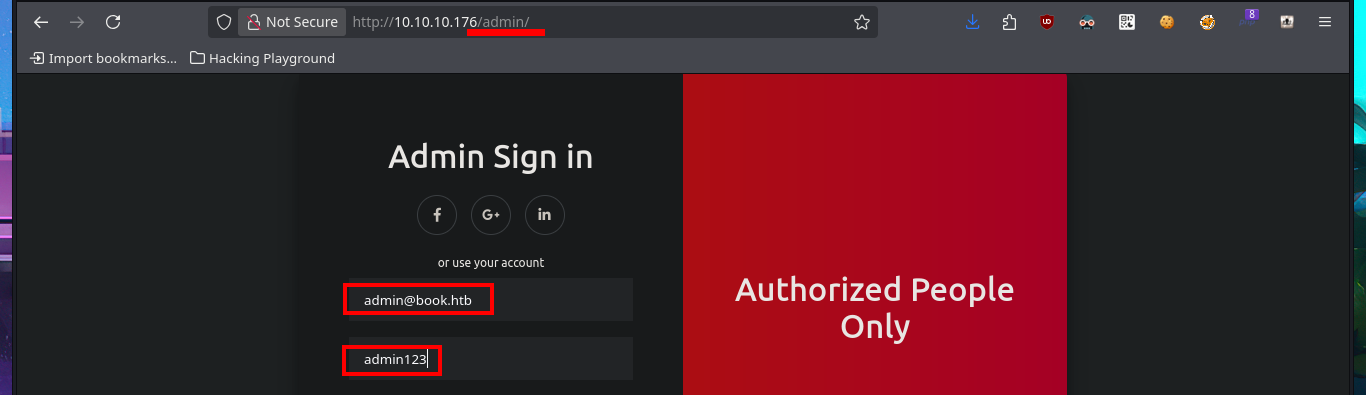 Not Secure http://10.10.10.176/admin/
8
UD
Import bookmarks... Hacking Playground
Admin Sign in
f G+ in
or use your account
admin@book.htb
admin123
Authorized People
Only